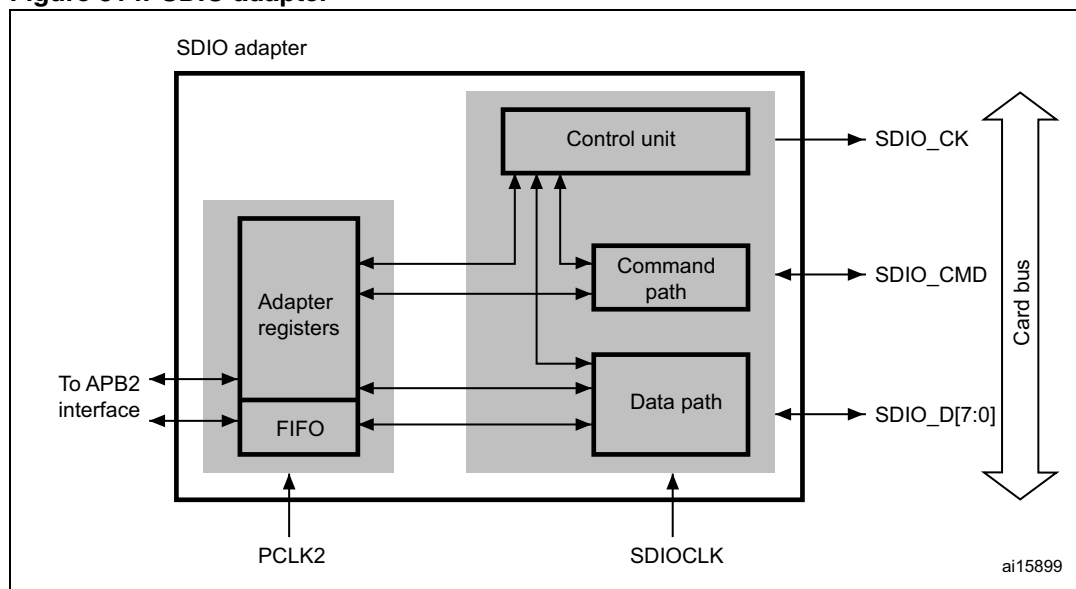 Figure SDIO adapter
SDIO adapter
Control unit
SDIO_CK
Command
path
SDIO_CMD
Adapter
registers
Card bus
To APB2
interface
Data path
SDIO_D[7:0]
FIFO
PCLK2
SDIOCLK
ai15899